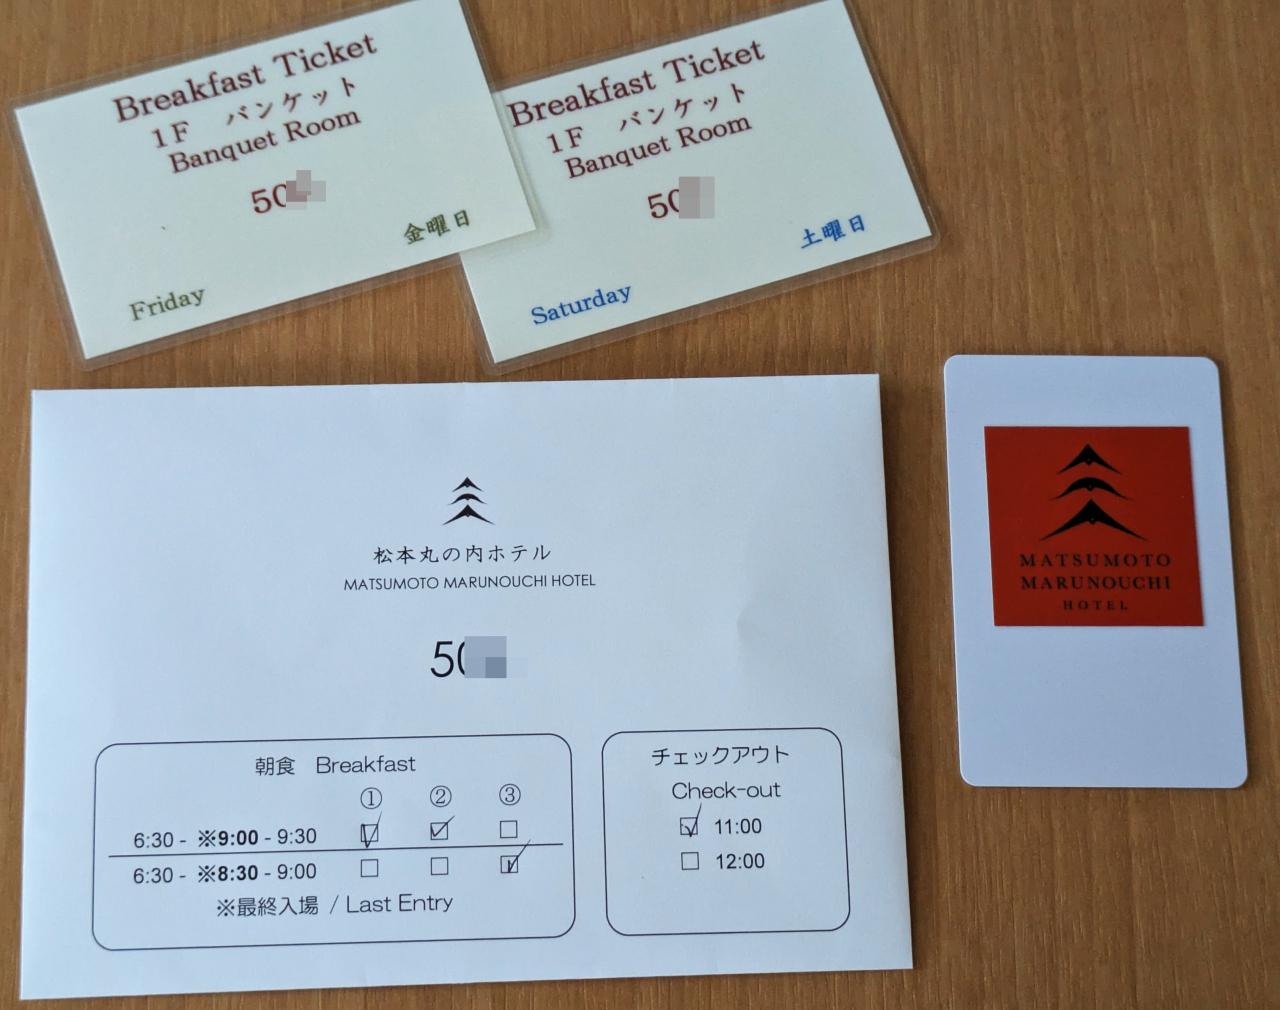 Breakfast Ticket
1F バンケット
Banquet Room
50
金曜日
Friday
Breakfast Ticket
1F バンケット
Banquet Room
50
土曜日
Saturday
松本丸の内ホテル
MATSUMOTO MARUNOUCHI HOTEL
50
朝食 Breakfast
① ② ③
6:30 - ※9:00 - 9:30
6:30 - ※8:30 - 9:00
※最終入場 / Last Entry
チェックアウト
Check-out
11:00
12:00
MATSUMOTO
MARUNOUCHI
HOTEL